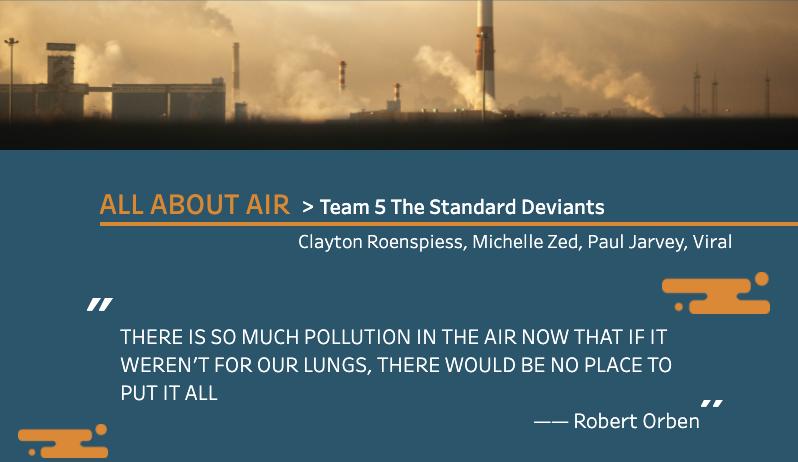 ALL ABOUT AIR > Team 5 The Standard Deviants
Clayton Roenspiess, Michelle Zed, Paul Jarvey, Viral
"
THERE IS SO MUCH POLLUTION IN THE AIR NOW THAT IF IT
WEREN'T FOR OUR LUNGS, THERE WOULD BE NO PLACE TO
PUT IT ALL
"
—— Robert Orben